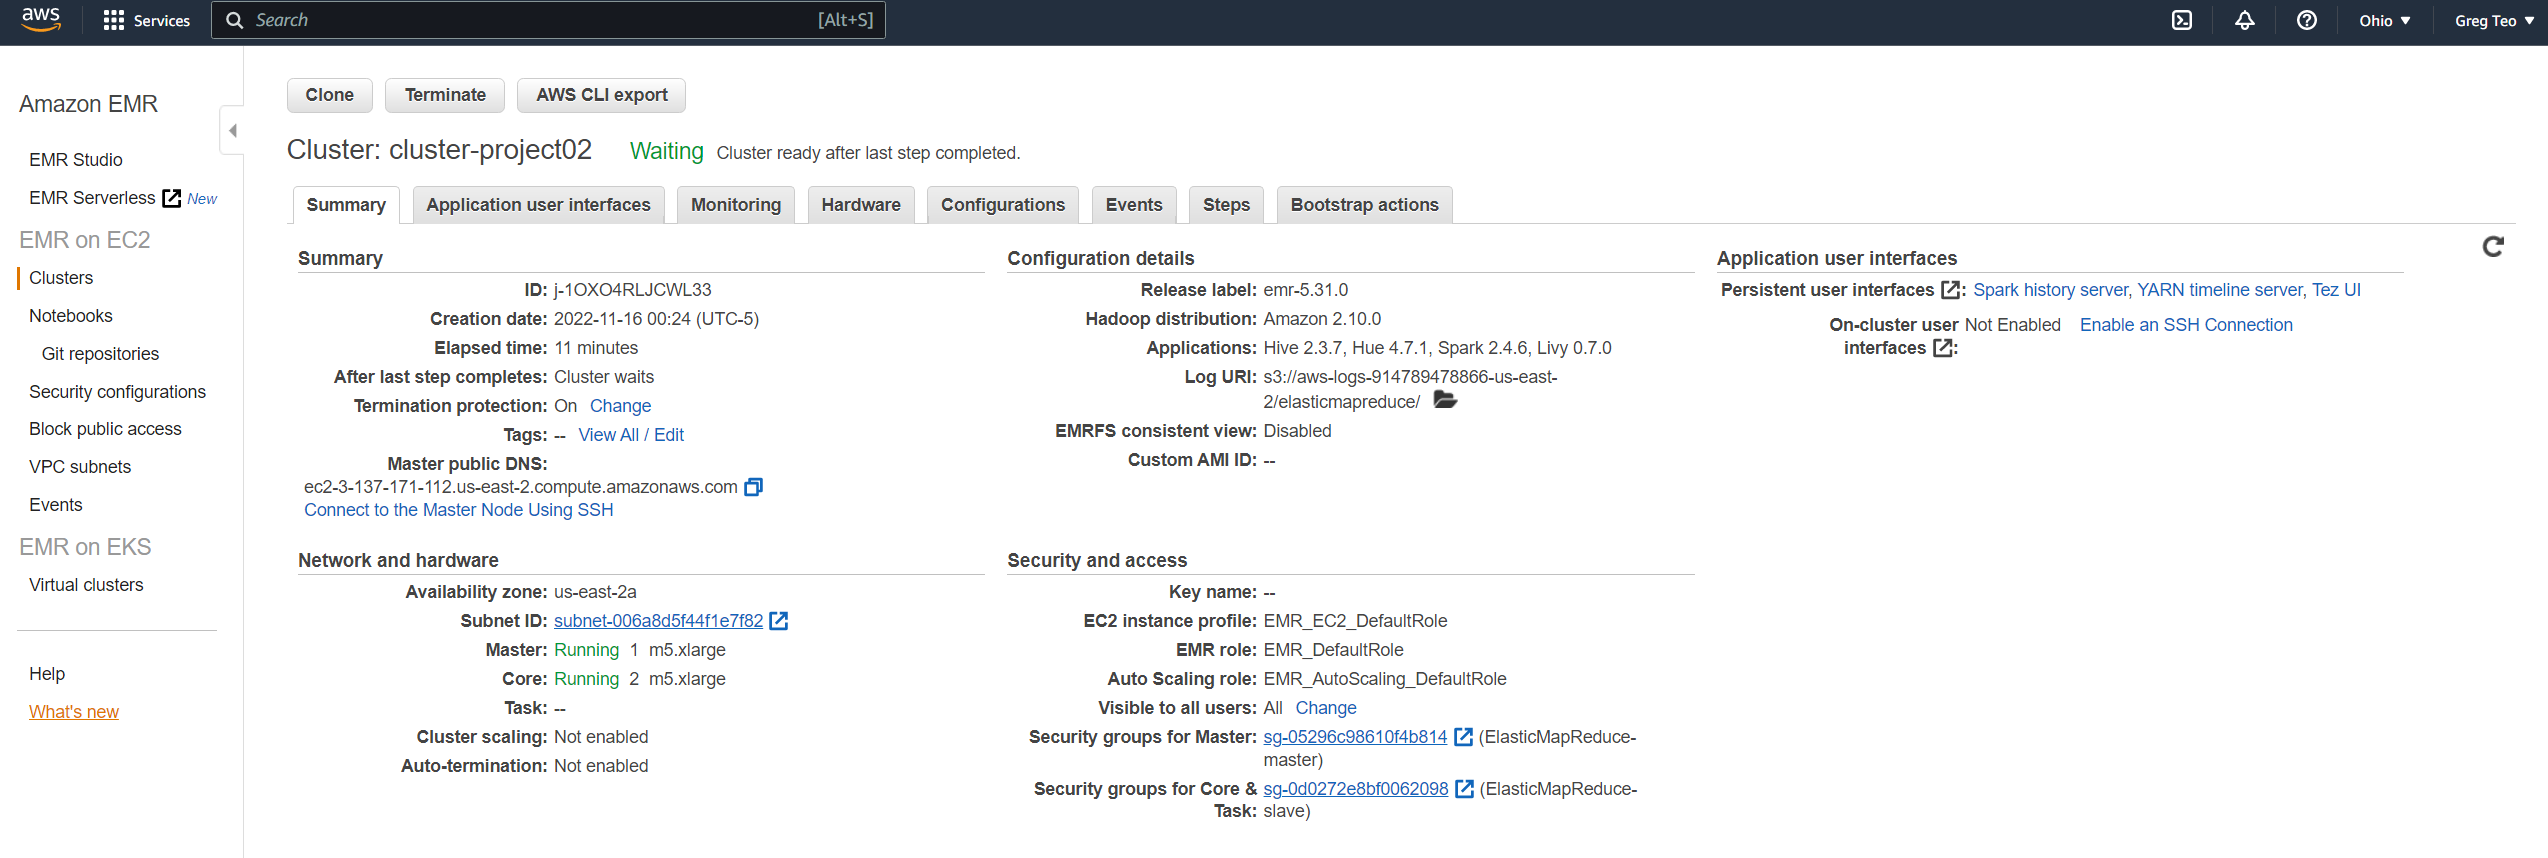 aws Services Search [Alt+S] Ohio Greg Teo
Amazon EMR
EMR Studio
EMR Serverless New
EMR on EC2
Clusters
Notebooks
Git repositories
Security configurations
Block public access
VPC subnets
Events
EMR on EKS
Virtual clusters
Help
What's new
Clone Terminate AWS CLI export
Cluster: cluster-project02 Waiting Cluster ready after last step completed.
Summary Application user interfaces Monitoring Hardware Configurations Events Steps Bootstrap actions
Summary
ID: j-1OXO4RLJCWL33
Creation date: 2022-11-16 00:24 (UTC-5)
Elapsed time: 11 minutes
After last step completes: Cluster waits
Termination protection: On Change
Tags: -- View All / Edit
Master public DNS:
ec2-3-137-171-112.us-east-2.compute.amazonaws.com
Connect to the Master Node Using SSH
Configuration details
Release label: emr-5.31.0
Hadoop distribution: Amazon 2.10.0
Applications: Hive 2.3.7, Hue 4.7.1, Spark 2.4.6, Livy 0.7.0
Log URI: s3://aws-logs-914789478866-us-east-
2/elasticmapreduce/
EMRFS consistent view: Disabled
Custom AMI ID: --
Application user interfaces
Persistent user interfaces : Spark history server, YARN timeline server, Tez UI
On-cluster user Not Enabled Enable an SSH Connection
interfaces :
Network and hardware
Availability zone: us-east-2a
Subnet ID: subnet-006a8d5f44f1e7f82
Master: Running 1 m5.xlarge
Core: Running 2 m5.xlarge
Task: --
Cluster scaling: Not enabled
Auto-termination: Not enabled
Security and access
Key name: --
EC2 instance profile: EMR_EC2_DefaultRole
EMR role: EMR_DefaultRole
Auto Scaling role: EMR_AutoScaling_DefaultRole
Visible to all users: All Change
Security groups for Master: sg-05296c98610f4b814 (ElasticMapReduce-
master)
Security groups for Core & sg-0d0272e8bf0062098 (ElasticMapReduce-
Task: slave)